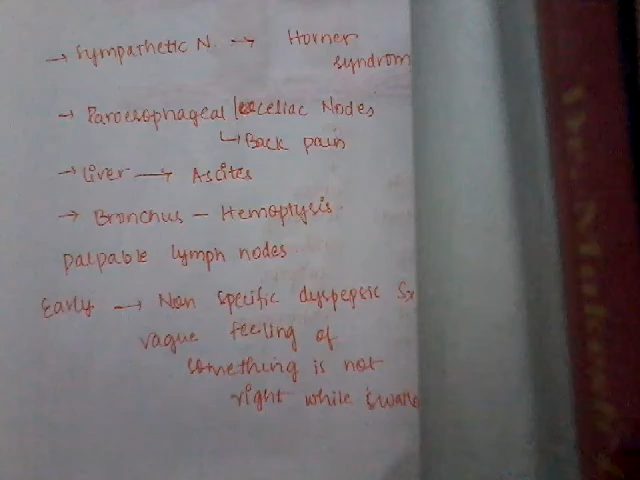 → Sympathetic N. → Horner
syndrom
→ Paroesophageal / Celiac Nodes
↳ Back pain
→ Liver → Ascites
→ Bronchus – Hemoptysis.
Palpable lymph nodes.
Early → Non specific dyspepsic Sx
vague feeling of
something is not
right while swallo